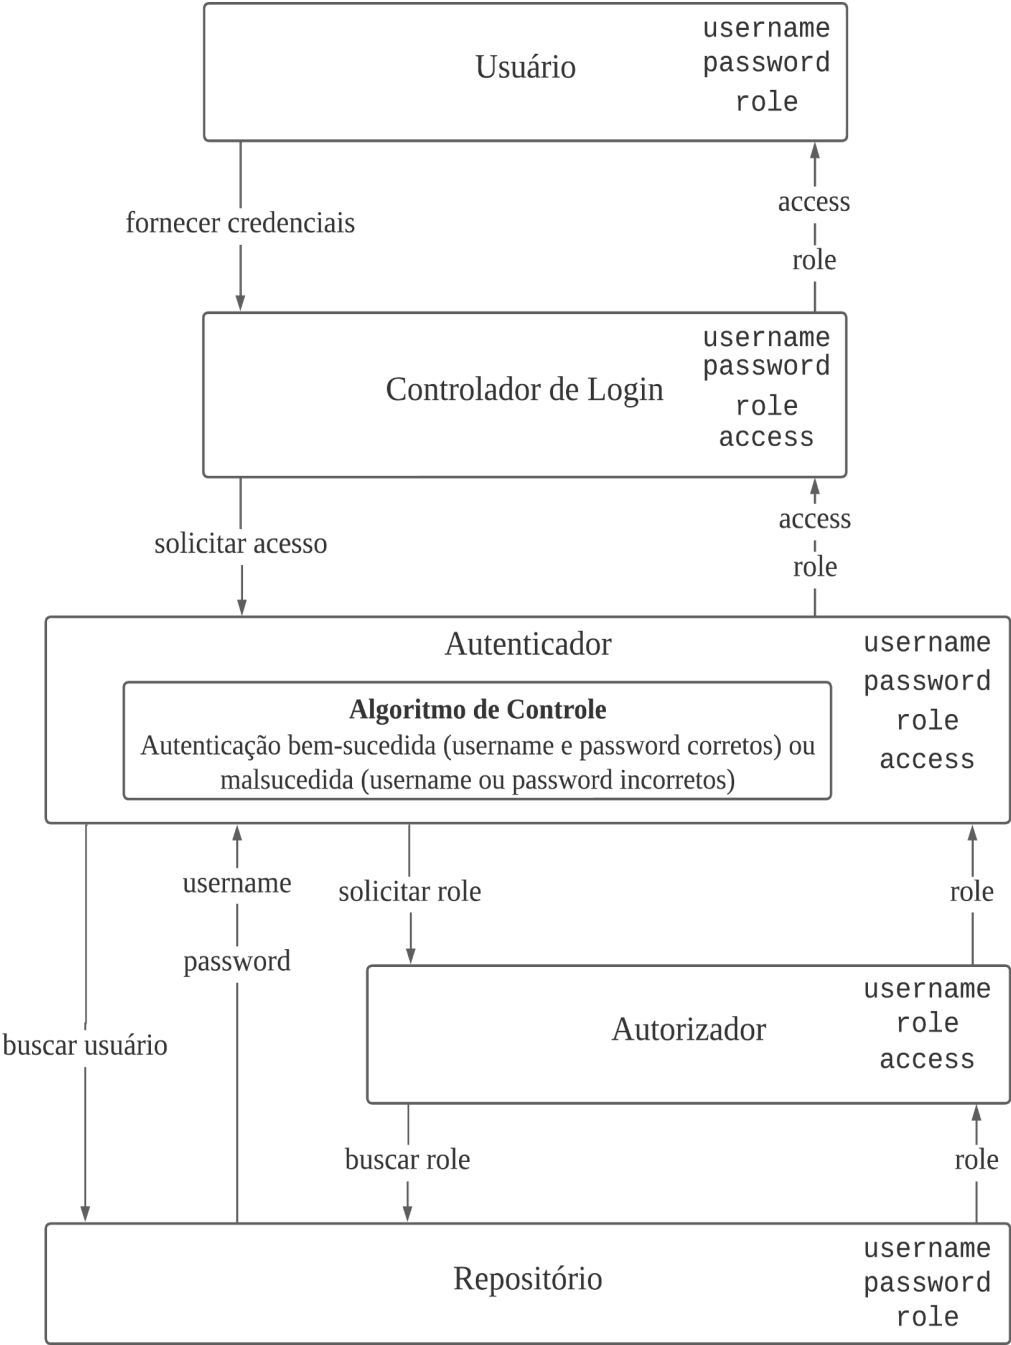 Usuário
username
password
role
fornecer credenciais
access
role
Controlador de Login
username
password
role
access
solicitar acesso
access
role
Autenticador
username
password
role
access
Algoritmo de Controle
Autenticação bem-sucedida (username e password corretos) ou
malsucedida (username ou password incorretos)
buscar usuário
username
password
solicitar role
role
Autorizador
username
role
access
buscar role
role
Repositório
username
password
role